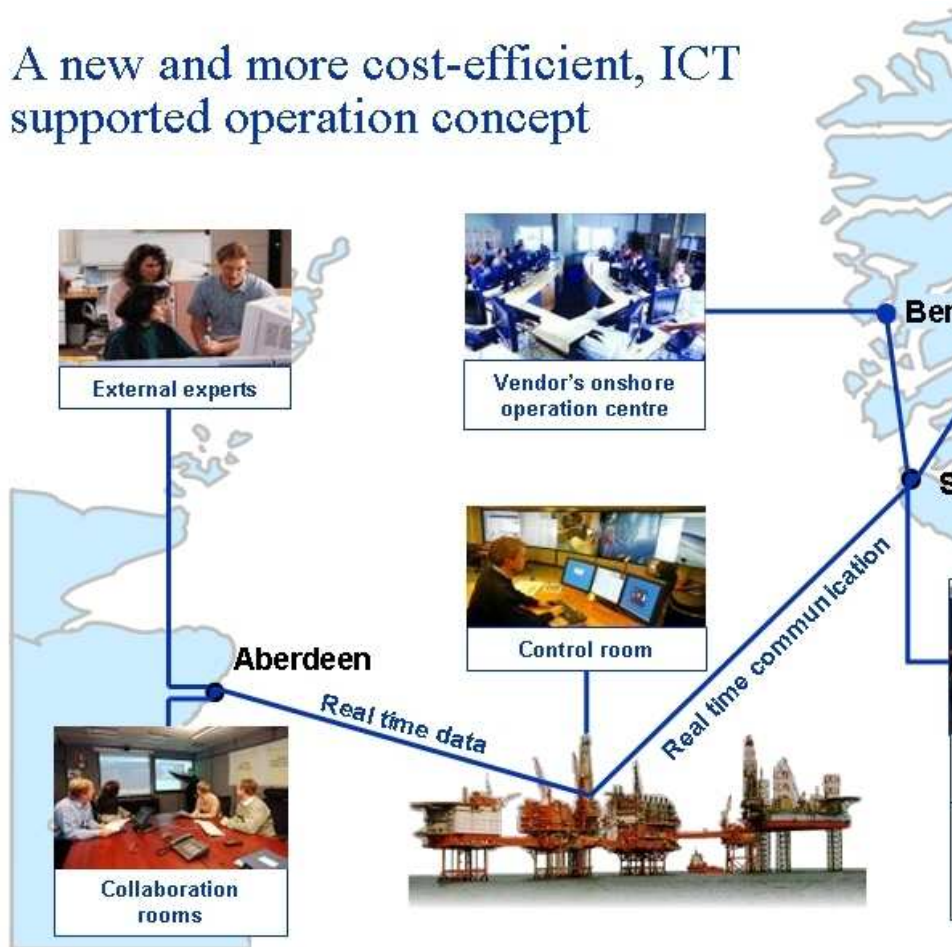 A new and more cost-efficient, ICT
supported operation concept
External experts
Vendor's onshore
operation centre
Ber
S
Control room
Aberdeen
Real time data
Real time communication
Collaboration
rooms